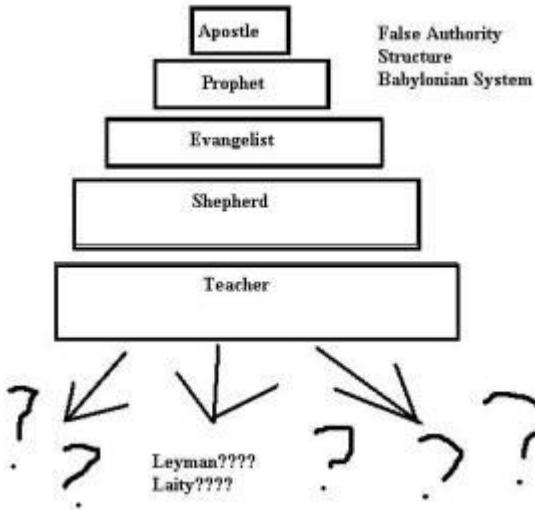 Apostle
False Authority
Structure
Babylonian System
Prophet
Evangelist
Shepherd
Teacher
? ? ? ? ?
Leyman????
Laity????